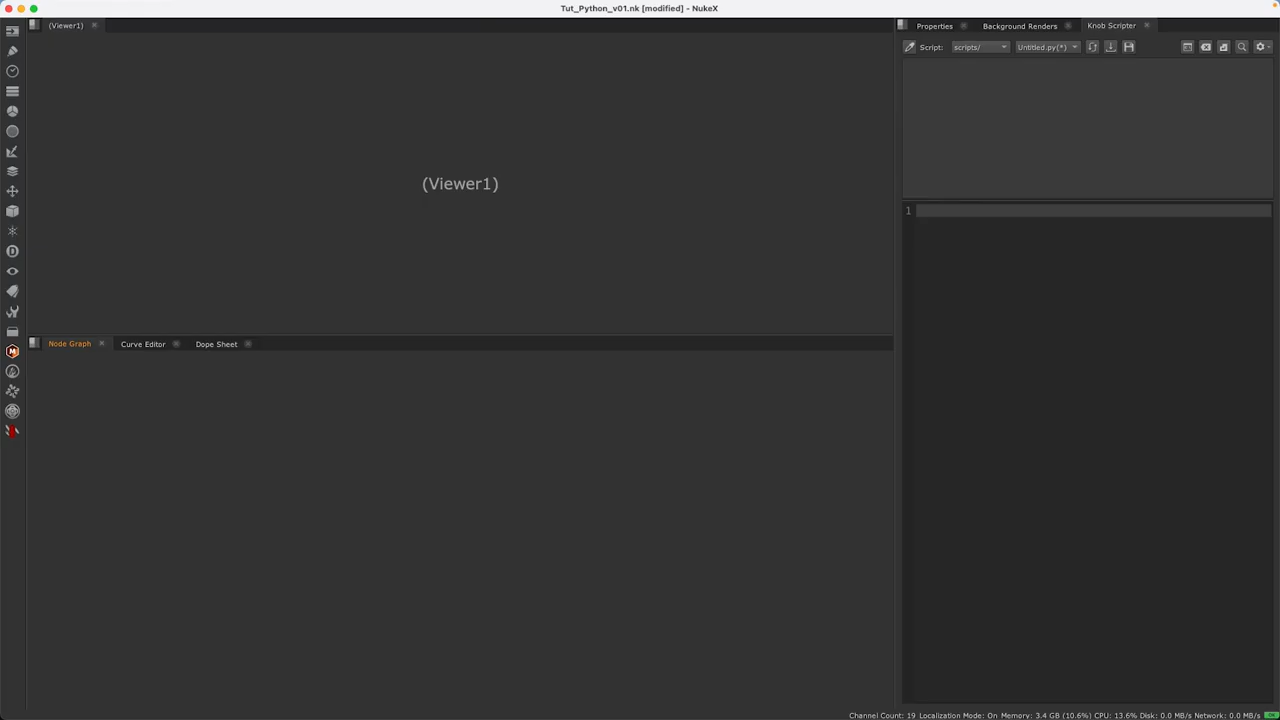 Tut_Python_v01.nk [modified] - NukeX
(Viewer1)
Properties
Background Renders
Knob Scripter
Script:
scripts/
Untitled.py(*)
(Viewer1)
1
Node Graph
Curve Editor
Dope Sheet
Channel Count: 19 Localization Mode: On Memory: 3.4 GB (10.6%) CPU: 13.6% Disk: 0.0 MB/s Network: 0.0 MB/s